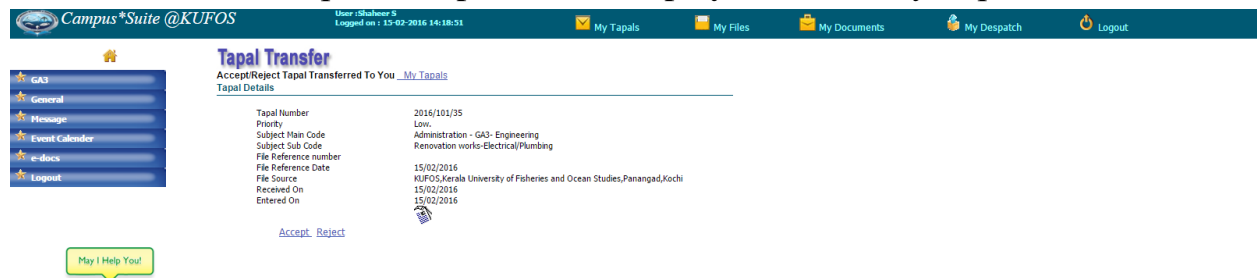 Campus*Suite @KUFOS
User :Shaheer S
Logged on : 15-02-2016 14:18:51
My Tapals
My Files
My Documents
My Despatch
Logout
GA3
General
Message
Event Calender
e-docs
Logout
May I Help You!
Tapal Transfer
Accept/Reject Tapal Transferred To You My Tapals
Tapal Details
Tapal Number 2016/101/35
Priority Low.
Subject Main Code Administration - GA3- Engineering
Subject Sub Code Renovation works-Electrical/Plumbing
File Reference number
File Reference Date 15/02/2016
File Source KUFOS,Kerala University of Fisheries and Ocean Studies,Panangad,Kochi
Received On 15/02/2016
Entered On 15/02/2016
Accept Reject